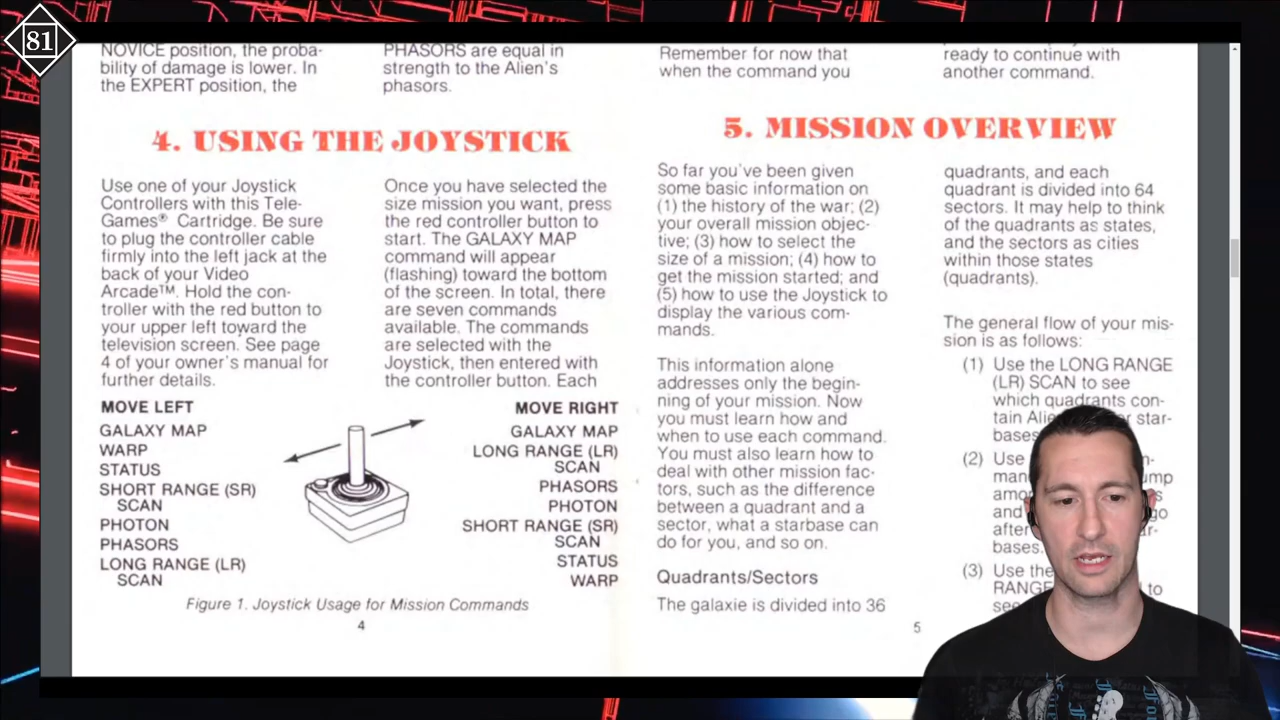 81
NOVICE position, the proba-
bility of damage is lower. In
the EXPERT position, the
PHASORS are equal in
strength to the Alien's
phasors.
4. USING THE JOYSTICK
Use one of your Joystick
Controllers with this Tele-
Games® Cartridge. Be sure
to plug the controller cable
firmly into the left jack at the
back of your Video
Arcade™. Hold the con-
troller with the red button to
your upper left toward the
television screen. See page
4 of your owner's manual for
further details.
Once you have selected the
size mission you want, press
the red controller button to
start. The GALAXY MAP
command will appear
(flashing) toward the bottom
of the screen. In total, there
are seven commands
available. The commands
are selected with the
Joystick, then entered with
the controller button. Each
MOVE LEFT
GALAXY MAP
WARP
STATUS
SHORT RANGE (SR)
SCAN
PHOTON
PHASORS
LONG RANGE (LR)
SCAN
MOVE RIGHT
GALAXY MAP
LONG RANGE (LR)
SCAN
PHASORS
PHOTON
SHORT RANGE (SR)
SCAN
STATUS
WARP
Figure 1. Joystick Usage for Mission Commands
4
Remember for now that
when the command you
ready to continue with
another command.
5. MISSION OVERVIEW
So far you've been given
some basic information on
(1) the history of the war; (2)
your overall mission objec-
tive; (3) how to select the
size of a mission; (4) how to
get the mission started; and
(5) how to use the Joystick to
display the various com-
mands.
This information alone
addresses only the begin-
ning of your mission. Now
you must learn how and
when to use each command.
You must also learn how to
deal with other mission fac-
tors, such as the difference
between a quadrant and a
sector, what a starbase can
do for you, and so on.
Quadrants/Sectors
The galaxie is divided into 36
quadrants, and each
quadrant is divided into 64
sectors. It may help to think
of the quadrants as states,
and the sectors as cities
within those states
(quadrants).
The general flow of your mis-
sion is as follows:
(1) Use the LONG RANGE
(LR) SCAN to see
which quadrants con-
tain star-
bases
(2) Use
and
after
bases.
(3) Use the to
5